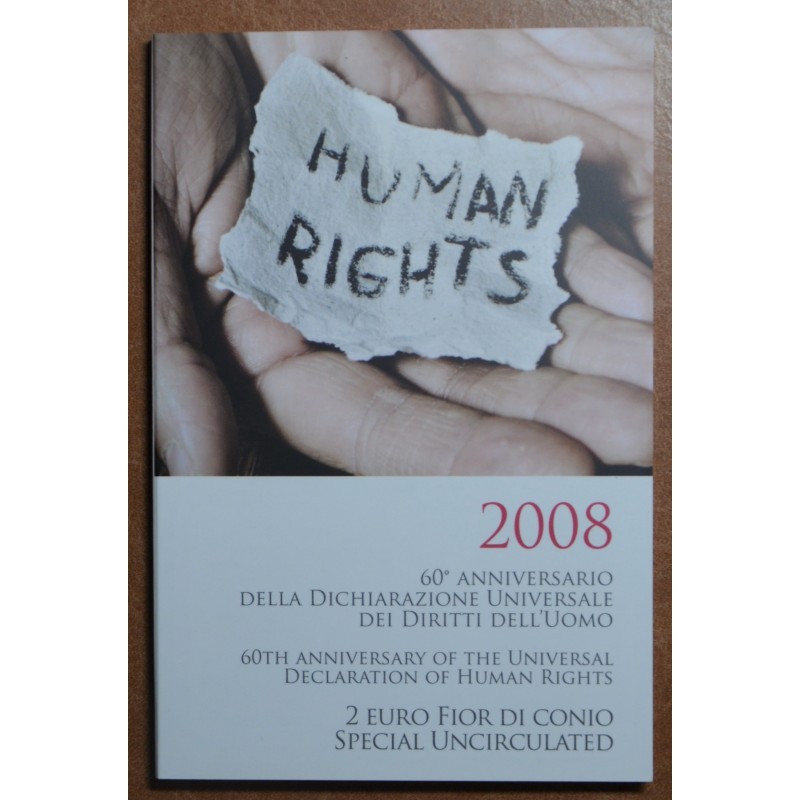 HUMAN
RIGHTS
2008
60° ANNIVERSARIO
DELLA DICHIARAZIONE UNIVERSALE
DEI DIRITTI DELL'UOMO
60TH ANNIVERSARY OF THE UNIVERSAL
DECLARATION OF HUMAN RIGHTS
2 EURO FIOR DI CONIO
SPECIAL UNCIRCULATED